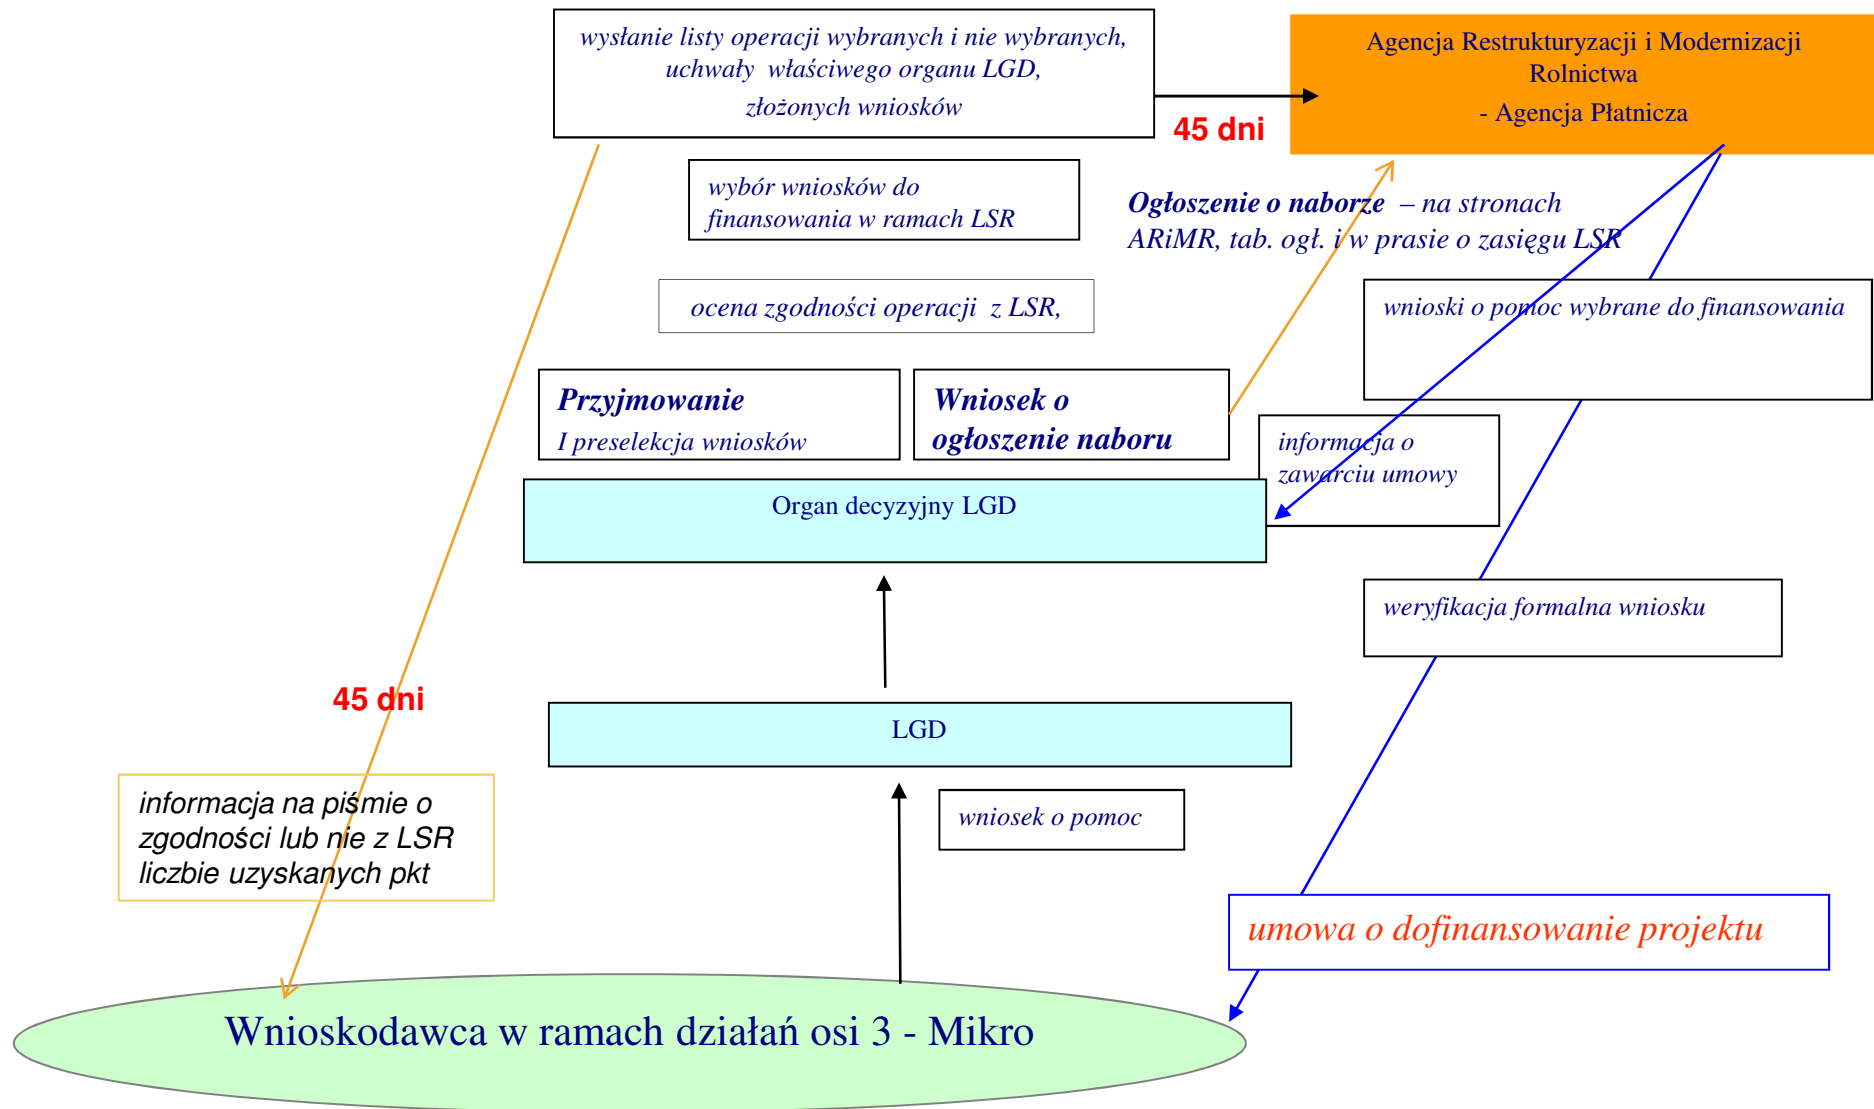 wysłanie listy operacji wybranych i nie wybranych,
uchwały właściwego organu LGD,
złożonych wniosków
Agencja Restrukturyzacji i Modernizacji
Rolnictwa
- Agencja Płatnicza
45 dni
wybór wniosków do
finansowania w ramach LSR
Ogłoszenie o naborze – na stronach
ARiMR, tab. ogł. i w prasie o zasięgu LSR
ocena zgodności operacji z LSR,
wnioski o pomoc wybrane do finansowania
Przyjmowanie
I preselekcja wniosków
Wniosek o
ogłoszenie naboru
informacja o
zawarciu umowy
Organ decyzyjny LGD
weryfikacja formalna wniosku
45 dni
LGD
informacja na piśmie o
zgodności lub nie z LSR
liczbie uzyskanych pkt
wniosek o pomoc
umowa o dofinansowanie projektu
Wnioskodawca w ramach działań osi 3 - Mikro